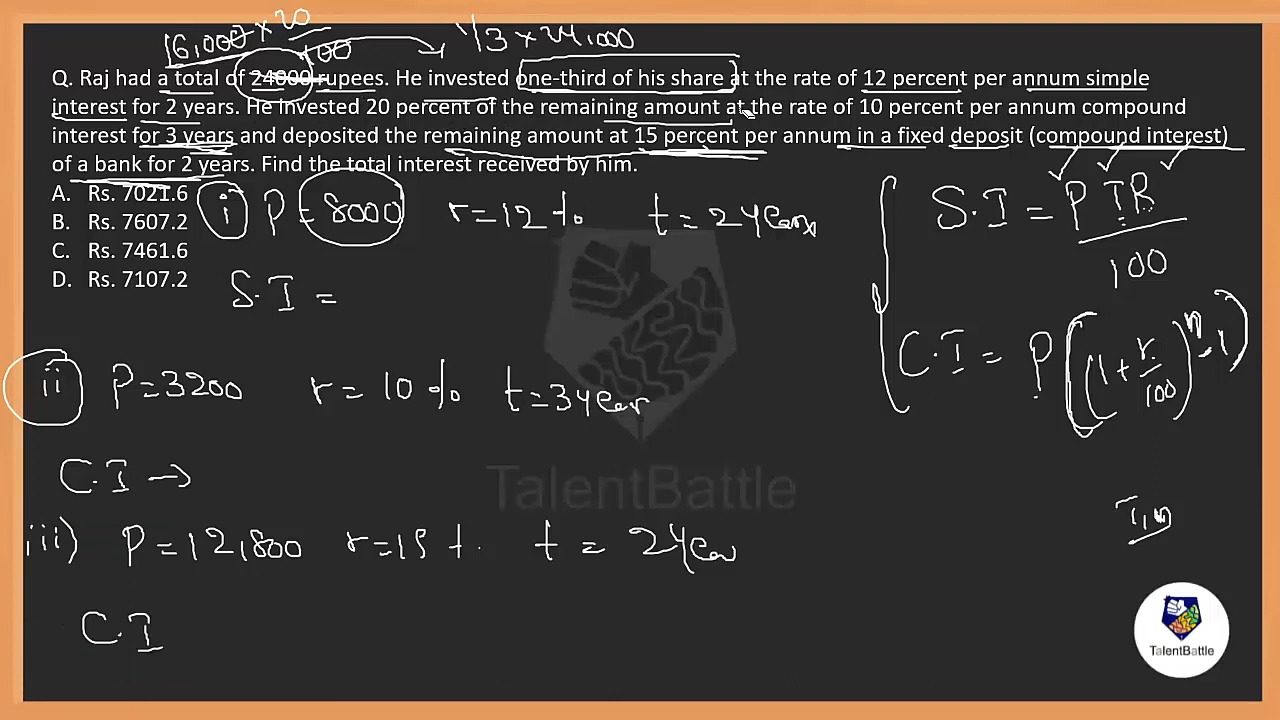 16,000 × 20/100 → 1/3 × 24,000
Q. Raj had a total of 24000 rupees. He invested one-third of his share at the rate of 12 percent per annum simple
interest for 2 years. He invested 20 percent of the remaining amount at the rate of 10 percent per annum compound
interest for 3 years and deposited the remaining amount at 15 percent per annum in a fixed deposit (compound interest)
of a bank for 2 years. Find the total interest received by him.
A. Rs. 7021.6
B. Rs. 7607.2
C. Rs. 7461.6
D. Rs. 7107.2
i) P = 8000 r = 12 % t = 2 years
S.I =
S.I = PTR/100
C.I = P((1 + r/100)^n - 1)
ii P = 3200 r = 10 % t = 3 year
C.I →
iii) P = 12,800 r = 15 t = 2 year
C.I
TalentBattle
TalentBattle